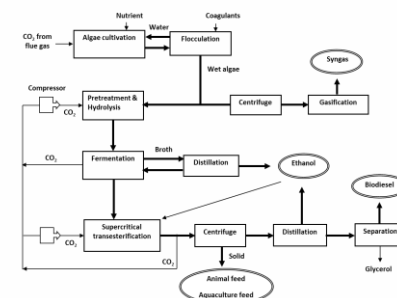 Nutrient
Coagulants
CO2 from
flue gas
Algae cultivation
Water
Flocculation
Syngas
Wet algae
Compressor
CO2
Pretreatment &
Hydrolysis
Centrifuge
Gasification
CO2
Fermentation
Broth
Distillation
Ethanol
Biodiesel
CO2
Supercritical
transesterification
Centrifuge
Distillation
Separation
CO2
Solid
Glycerol
Animal feed
Aquaculture feed